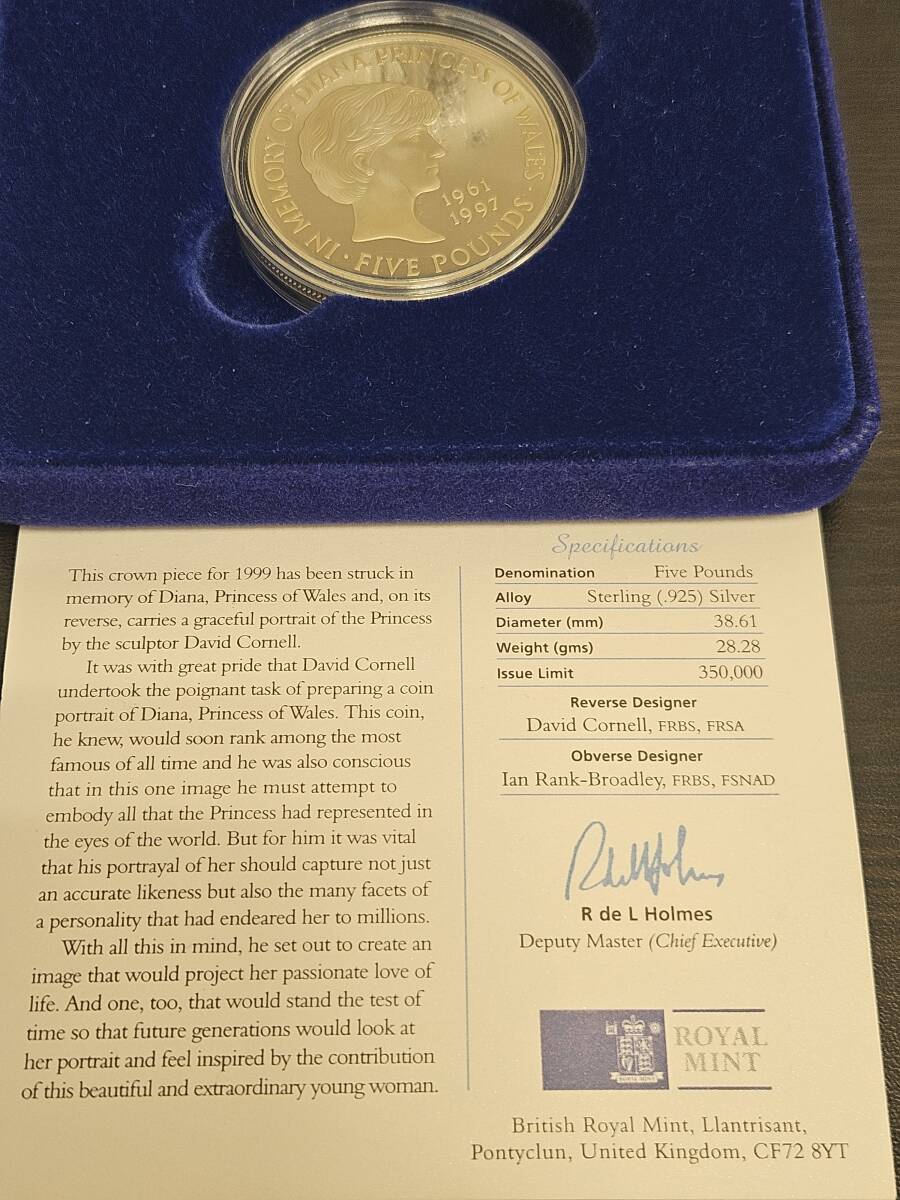 IN MEMORY OF DIANA PRINCESS OF WALES
1961
1997
· FIVE POUNDS ·
This crown piece for 1999 has been struck in
memory of Diana, Princess of Wales and, on its
reverse, carries a graceful portrait of the Princess
by the sculptor David Cornell.
It was with great pride that David Cornell
undertook the poignant task of preparing a coin
portrait of Diana, Princess of Wales. This coin,
he knew, would soon rank among the most
famous of all time and he was also conscious
that in this one image he must attempt to
embody all that the Princess had represented in
the eyes of the world. But for him it was vital
that his portrayal of her should capture not just
an accurate likeness but also the many facets of
a personality that had endeared her to millions.
With all this in mind, he set out to create an
image that would project her passionate love of
life. And one, too, that would stand the test of
time so that future generations would look at
her portrait and feel inspired by the contribution
of this beautiful and extraordinary young woman.
Specifications
Denomination Five Pounds
Alloy Sterling (.925) Silver
Diameter (mm) 38.61
Weight (gms) 28.28
Issue Limit 350,000
Reverse Designer
David Cornell, FRBS, FRSA
Obverse Designer
Ian Rank-Broadley, FRBS, FSNAD
R de L Holmes
Deputy Master (Chief Executive)
ROYAL MINT
ROYAL
MINT
British Royal Mint, Llantrisant,
Pontyclun, United Kingdom, CF72 8YT